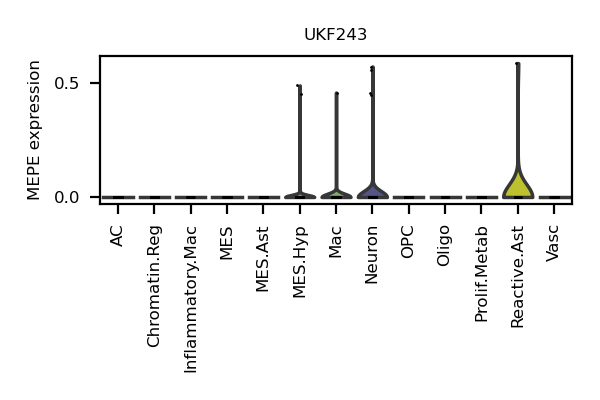 UKF243
MEPE expression
0.5
0.0
AC
Chromatin.Reg
Inflammatory.Mac
MES
MES.Ast
MES.Hyp
Mac
Neuron
OPC
Oligo
Prolif.Metab
Reactive.Ast
Vasc